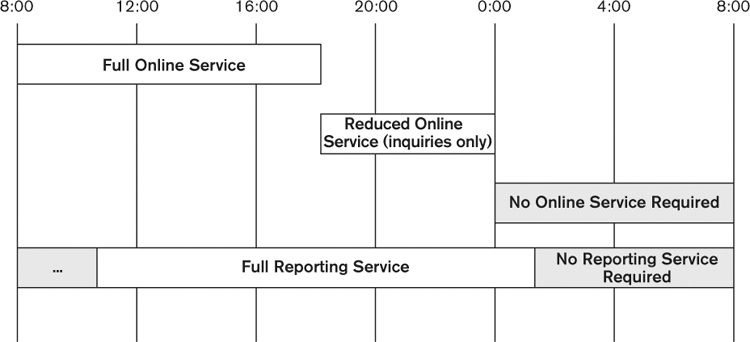 8:00 12:00 16:00 20:00 0:00 4:00 8:00
Full Online Service
Reduced Online
Service (inquiries only)
No Online Service Required
... Full Reporting Service No Reporting Service
Required